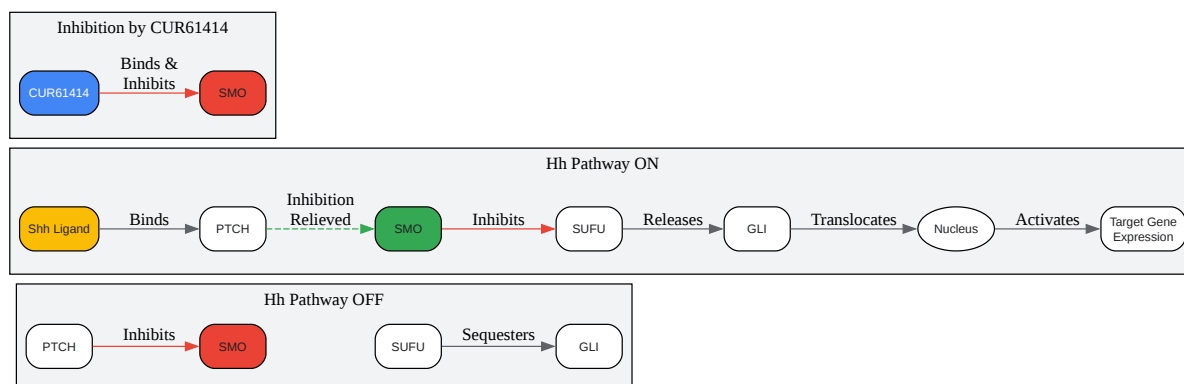 Inhibition by CUR61414
Binds &
Inhibits
CUR61414
SMO
Hh Pathway ON
Shh Ligand
Binds
PTCH
Inhibition
Relieved
SMO
Inhibits
SUFU
Releases
GLI
Translocates
Nucleus
Activates
Target Gene
Expression
Hh Pathway OFF
PTCH
Inhibits
SMO
SUFU
Sequesters
GLI